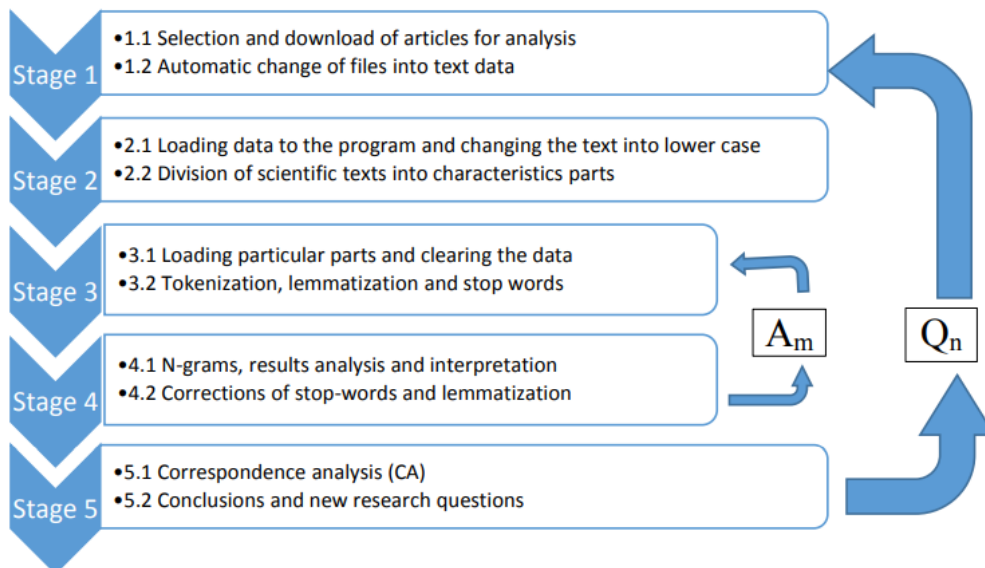 Stage 1
•1.1 Selection and download of articles for analysis
•1.2 Automatic change of files into text data
Stage 2
•2.1 Loading data to the program and changing the text into lower case
•2.2 Division of scientific texts into characteristics parts
Stage 3
•3.1 Loading particular parts and clearing the data
•3.2 Tokenization, lemmatization and stop words
Stage 4
•4.1 N-grams, results analysis and interpretation
•4.2 Corrections of stop-words and lemmatization
Stage 5
•5.1 Correspondence analysis (CA)
•5.2 Conclusions and new research questions
Am
Qn